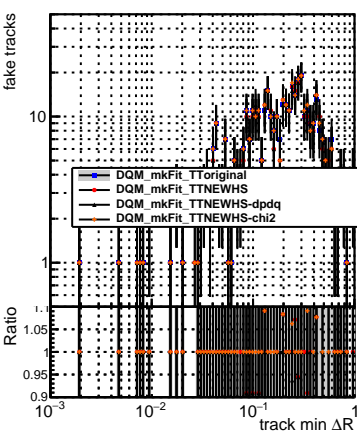 fake tracks
10
DQM_mkFit_TToriginal
DQM_mkFit_TTNEWHS
DQM_mkFit_TTNEWHS-dpdq
DQM_mkFit_TTNEWHS-chi2
1
Ratio
1.1
1.05
1
0.95
0.9
10⁻³ 10⁻² 10⁻¹ 1
track min ΔR